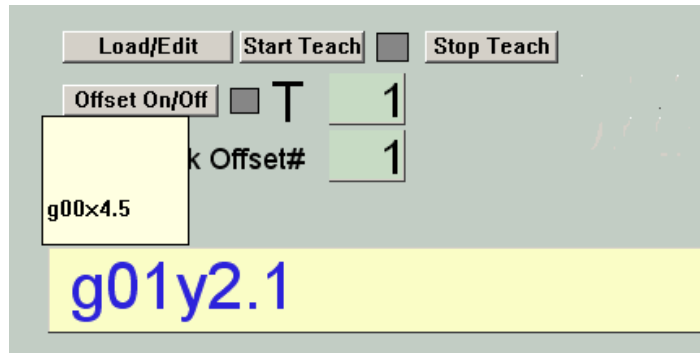 Load/Edit Start Teach Stop Teach
Offset On/Off T 1
k Offset# 1
g00x4.5
g01y2.1